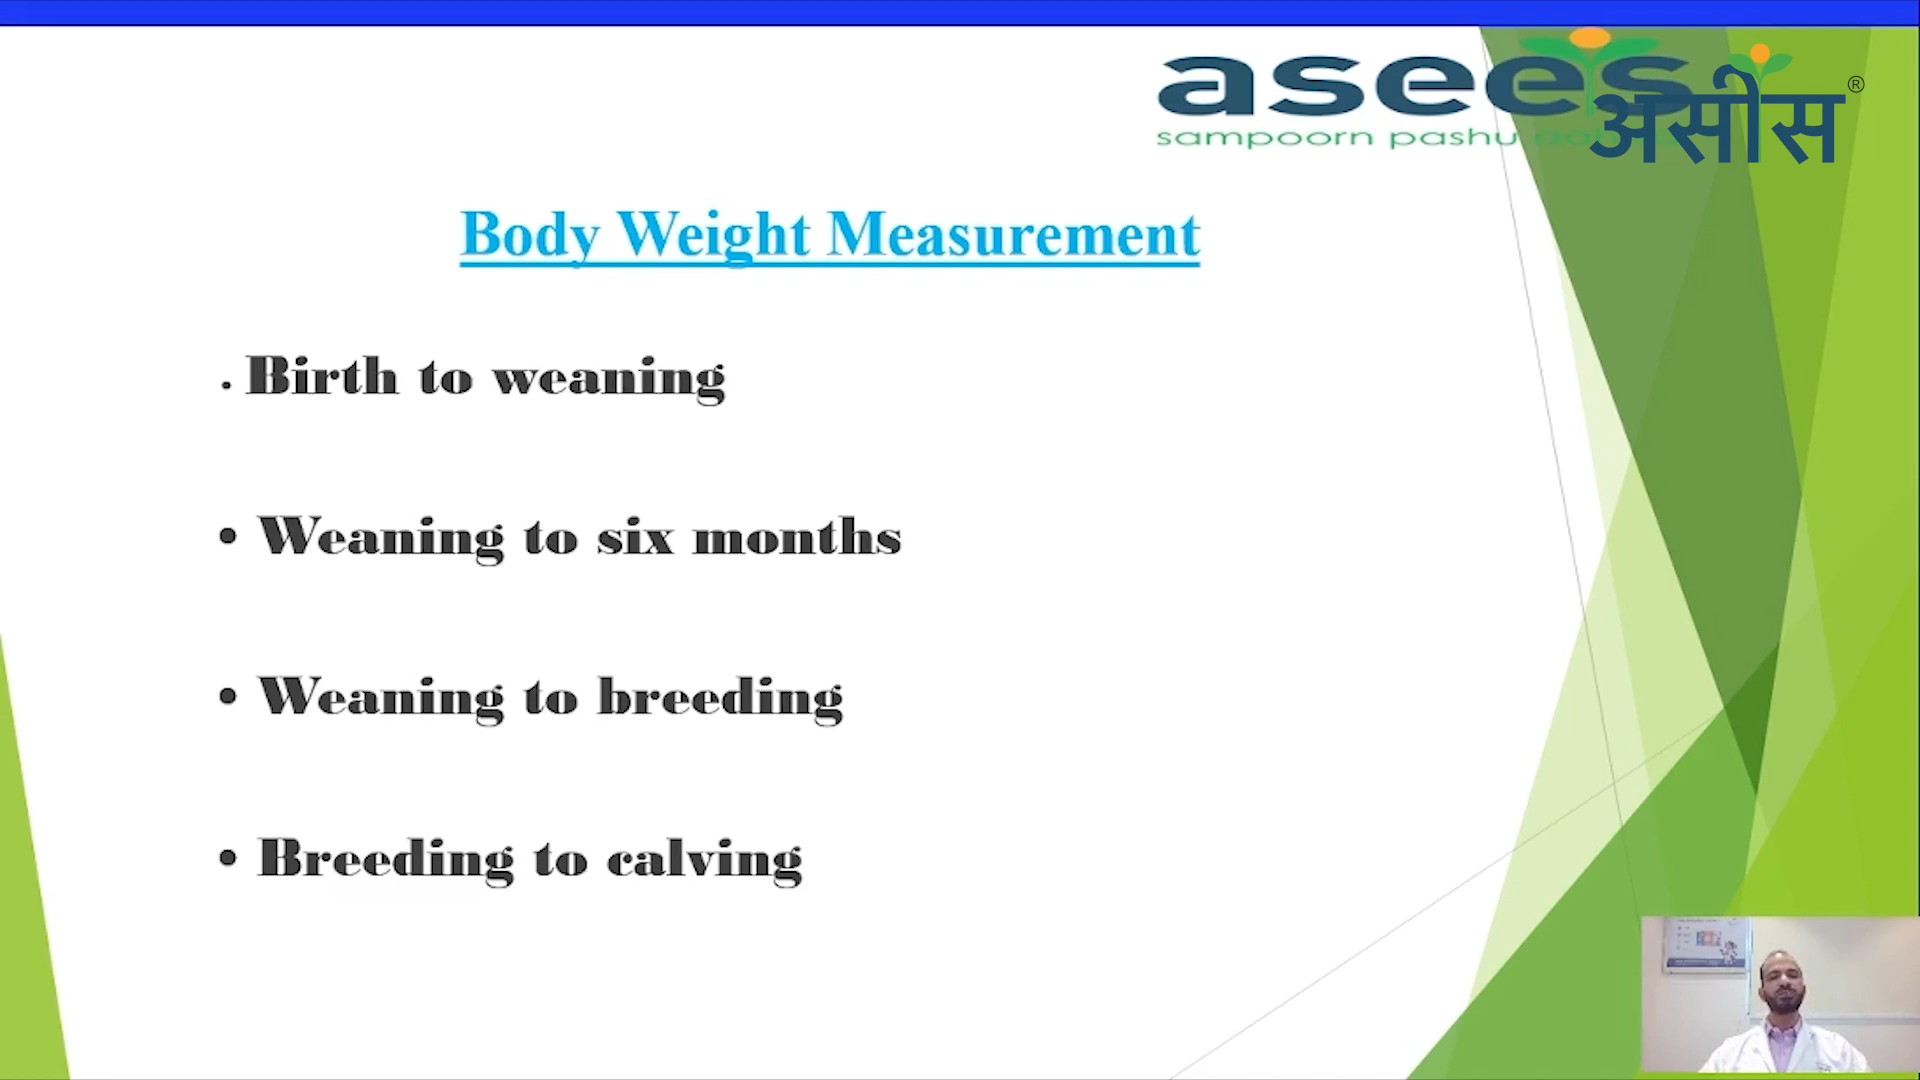 asees
असीस ®
sampoorn pashu
Body Weight Measurement
• Birth to weaning
• Weaning to six months
• Weaning to breeding
• Breeding to calving